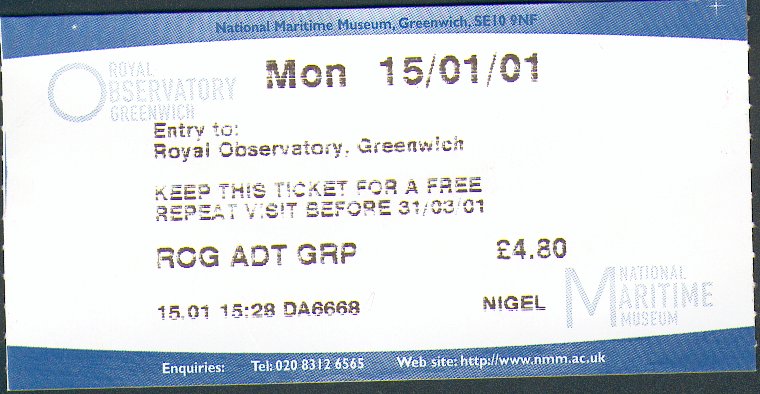 National Maritime Museum, Greenwich, SE10 9NF
ROYAL
OBSERVATORY
GREENWICH
Mon 15/01/01
Entry to:
Royal Observatory, Greenwich
KEEP THIS TICKET FOR A FREE
REPEAT VISIT BEFORE 31/03/01
ROG ADT GRP £4.80
15.01 15:28 DA6668 NIGEL
NATIONAL
MARITIME
MUSEUM
Enquiries: Tel: 020 8312 6565 Web site: http://www.nmm.ac.uk